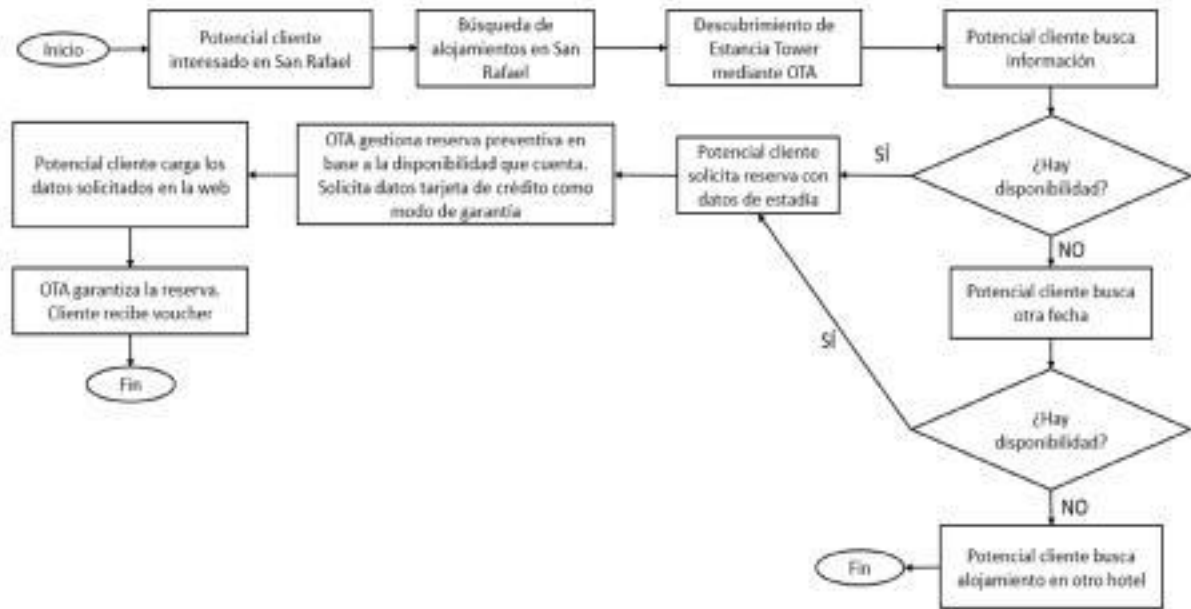 Inicio
Potencial cliente
interesado en San Rafael
Búsqueda de
alojamientos en San
Rafael
Descubrimiento de
Estancia Tower
mediante OTA
Potencial cliente busca
información
¿Hay
disponibilidad?
SÍ
NO
Potencial cliente
solicita reserva con
datos de estadía
OTA gestiona reserva preventiva en
base a la disponibilidad que cuenta.
Solicita datos tarjeta de crédito como
modo de garantía
Potencial cliente carga los
datos solicitados en la web
OTA garantiza la reserva.
Cliente recibe voucher
Fin
Potencial cliente busca
otra fecha
¿Hay
disponibilidad?
SÍ
NO
Potencial cliente busca
alojamiento en otro hotel
Fin